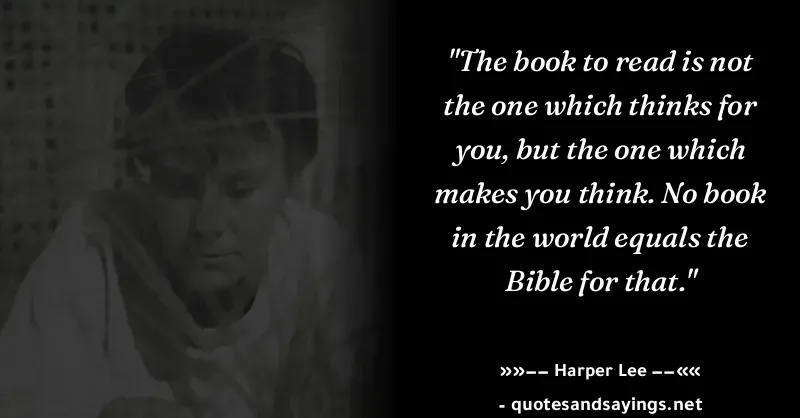 "The book to read is not
the one which thinks for
you, but the one which
makes you think. No book
in the world equals the
Bible for that."
»»–– Harper Lee ––««
- quotesandsayings.net